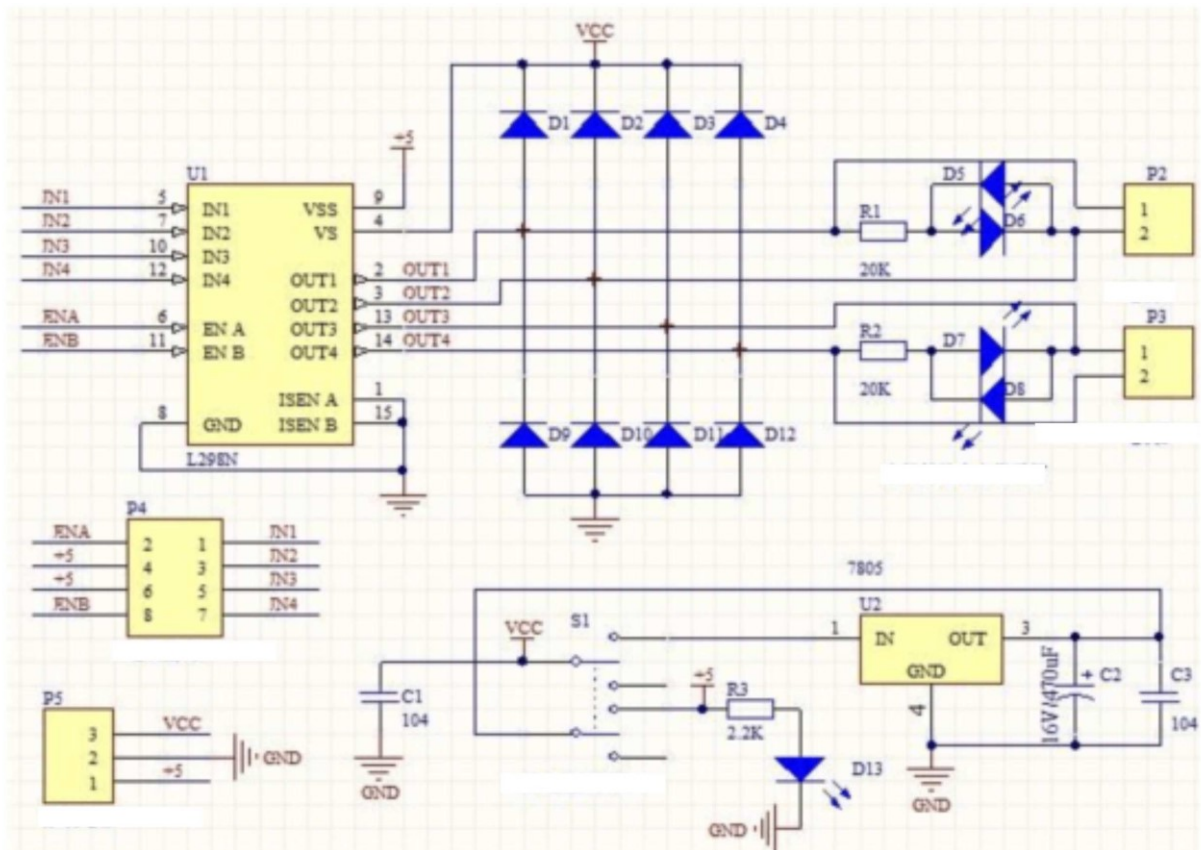 VCC
D1 D2 D3 D4
+5
U1
IN1 5 IN1 VSS 9
IN2 7 IN2 VS 4
IN3 10 IN3
IN4 12 IN4 OUT1 2 OUT1
OUT2 3 OUT2
ENA 6 EN A OUT3 13 OUT3
ENB 11 EN B OUT4 14 OUT4
ISEN A 1
8 GND ISEN B 15
L298N
D9 D10 D11 D12
D5 P2
R1 D6 1
2
20K
P3
R2 D7 1
2
20K D8
P4
ENA 2 1 IN1
+5 4 3 IN2
+5 6 5 IN3
ENB 8 7 IN4
P5
3 VCC
2 GND
1 +5
7805
S1 U2
VCC 1 IN OUT 3
GND
4
C1
104
GND
+5 R3
2.2K
D13
GND
16V/470uF
+ C2
C3
104
GND